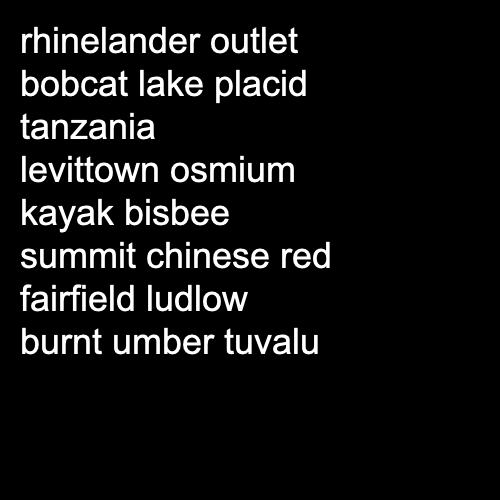 rhinelander outlet
bobcat lake placid
tanzania
levittown osmium
kayak bisbee
summit chinese red
fairfield ludlow
burnt umber tuvalu